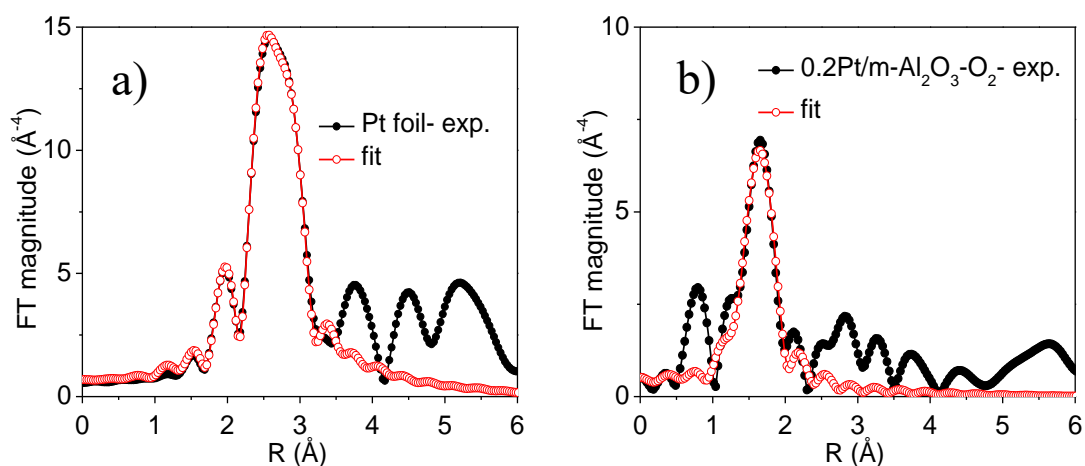 a)
15
10
5
0
FT magnitude (Å⁻⁴)
Pt foil- exp.
fit
0 1 2 3 4 5 6
R (Å)
b)
10
5
0
FT magnitude (Å⁻⁴)
0.2Pt/m-Al₂O₃-O₂- exp.
fit
0 1 2 3 4 5 6
R (Å)